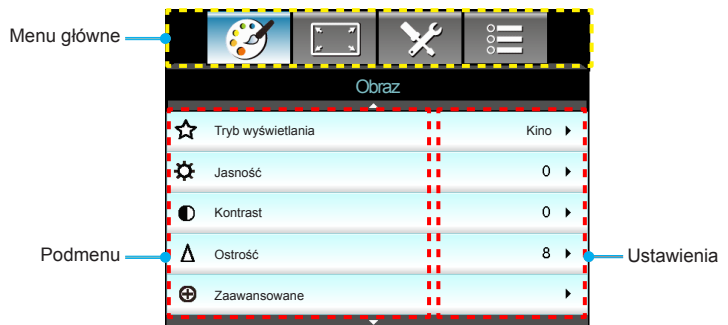 Menu główne
Obraz
Tryb wyświetlania Kino
Jasność 0
Kontrast 0
Podmenu Ostrość 8 Ustawienia
Zaawansowane